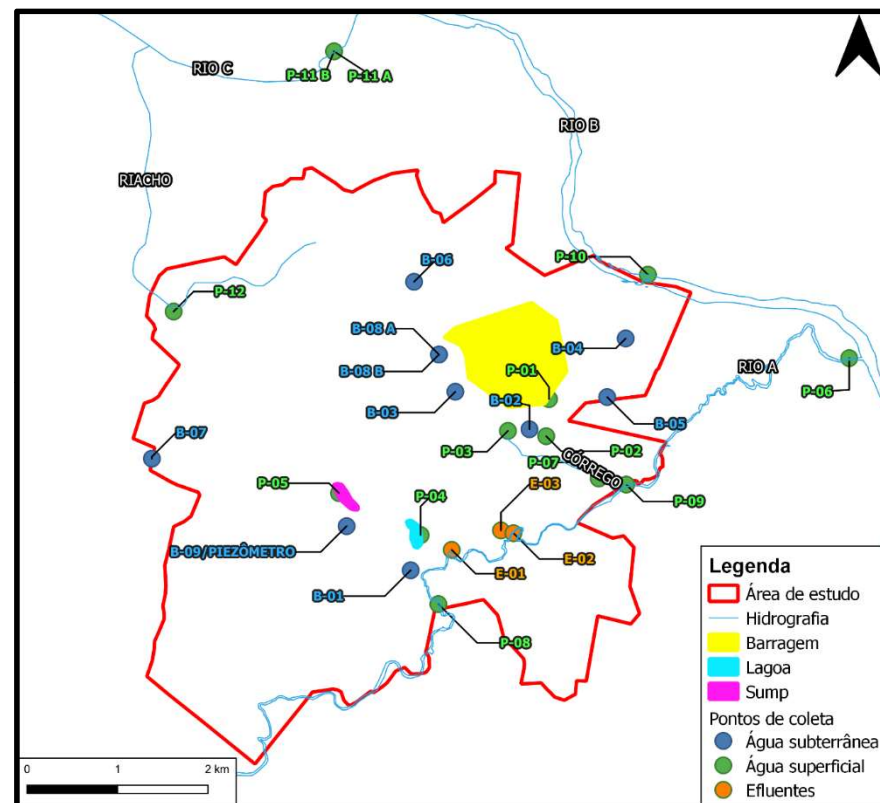 RIO C
P-11 B
P-11 A
RIO B
RIACHO
P-10
B-06
P-12
B-08 A
B-04
RIO A
P-01
B-08 B
P-06
B-02
B-03
B-05
B-07
P-03
P-07
P-02
CÓRREGO
P-05
P-04
E-03
P-09
B-09/PIEZÔMETRO
E-02
E-01
B-01
P-08
Legenda
Área de estudo
Hidrografia
Barragem
Lagoa
Sump
Pontos de coleta
Água subterrânea
Água superficial
Efluentes
0 1 2 km